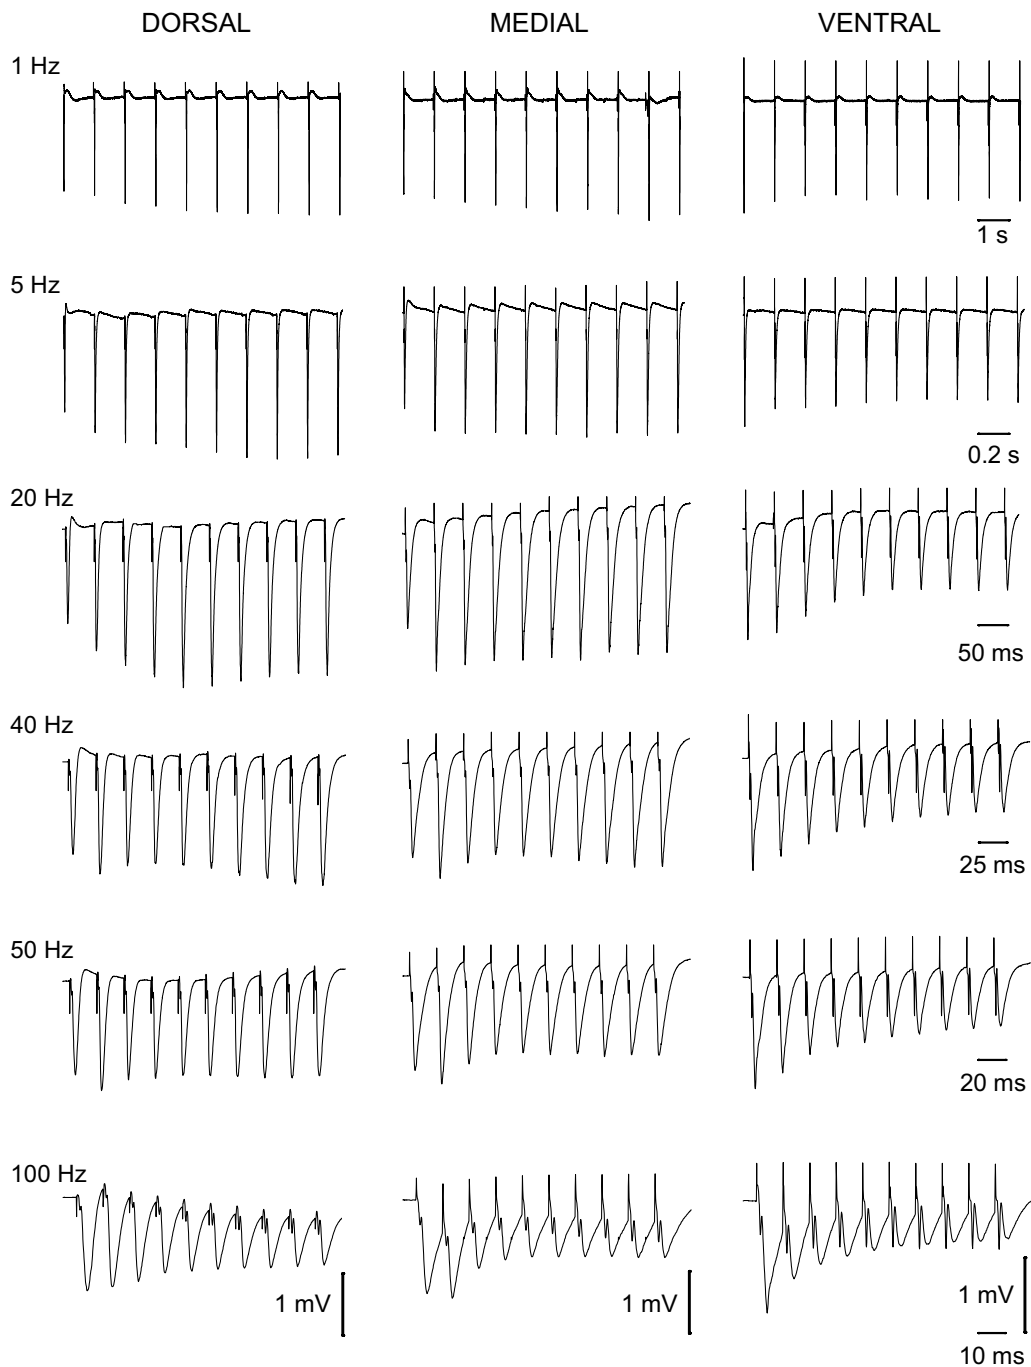 DORSAL MEDIAL VENTRAL
1 Hz
1 s
5 Hz
0.2 s
20 Hz
50 ms
40 Hz
25 ms
50 Hz
20 ms
100 Hz
1 mV 1 mV 1 mV
10 ms